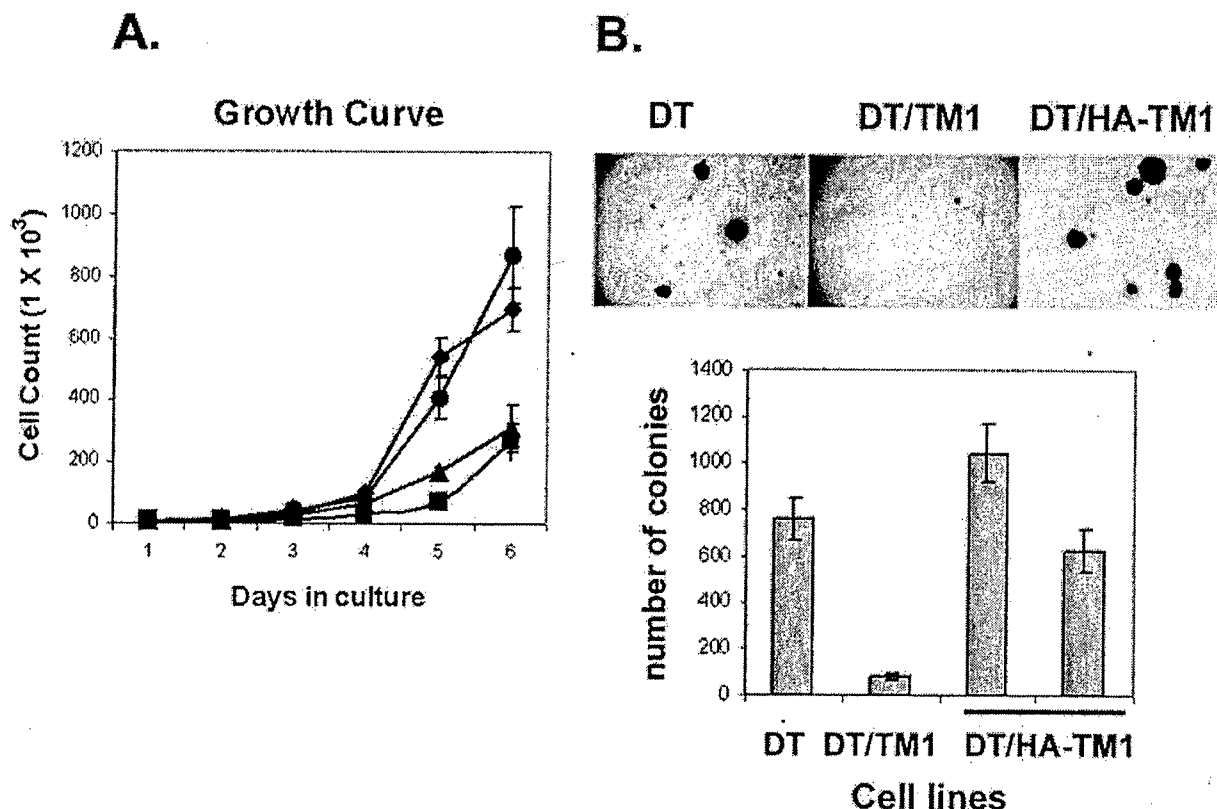 A.
Growth Curve
Cell Count (1 X 10³)
1200
1000
800
600
400
200
0
1 2 3 4 5 6
Days in culture
B.
DT DT/TM1 DT/HA-TM1
number of colonies
1400
1200
1000
800
600
400
200
0
DT DT/TM1 DT/HA-TM1
Cell lines